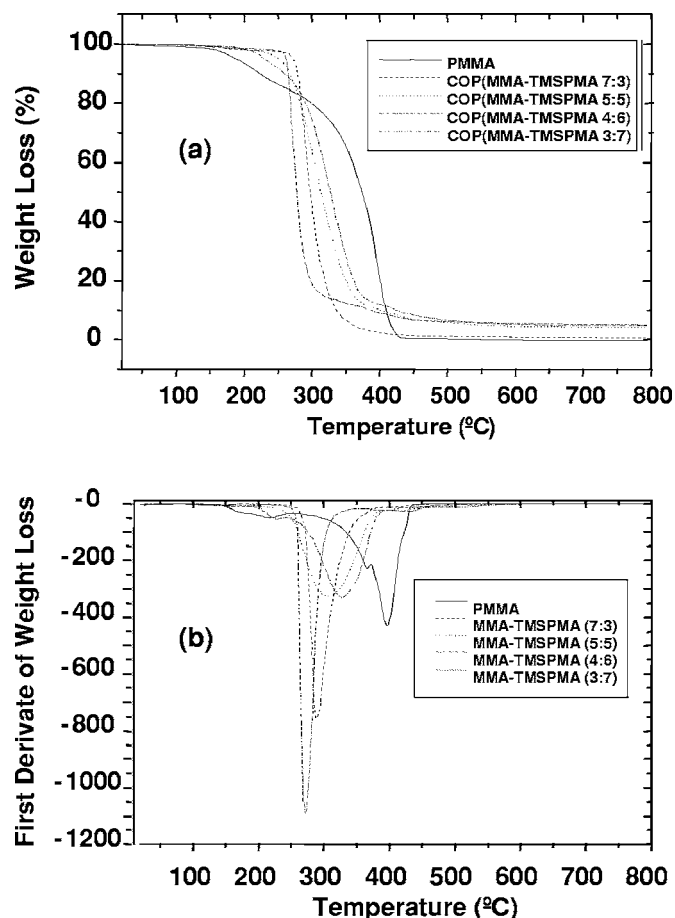 100
80
60
40
20
0
Weight Loss (%)
(a)
PMMA
COP(MMA-TMSPMA 7:3)
COP(MMA-TMSPMA 5:5)
COP(MMA-TMSPMA 4:6)
COP(MMA-TMSPMA 3:7)
100 200 300 400 500 600 700 800
Temperature (ºC)
-0
-200
-400
-600
-800
-1000
-1200
First Derivate of Weight Loss
(b)
PMMA
MMA-TMSPMA (7:3)
MMA-TMSPMA (5:5)
MMA-TMSPMA (4:6)
MMA-TMSPMA (3:7)
100 200 300 400 500 600 700 800
Temperature (ºC)